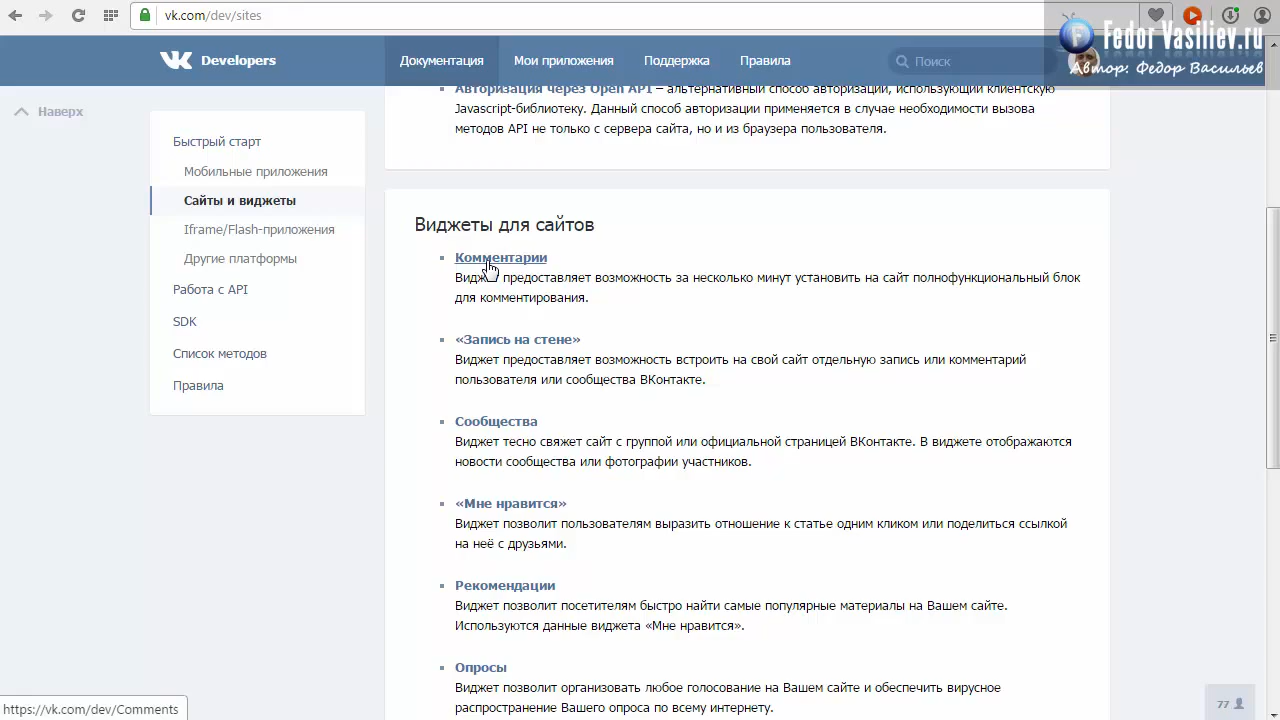 vk.com/dev/sites
Fedor Vasiliev.ru
Автор: Федор Васильев
Developers
Документация
Мои приложения
Поддержка
Правила
Поиск
Наверх
Быстрый старт
Мобильные приложения
Сайты и виджеты
Iframe/Flash-приложения
Другие платформы
Работа с API
SDK
Список методов
Правила
Авторизация через Open API – альтернативный способ авторизации, использующий клиентскую
Javascript-библиотеку. Данный способ авторизации применяется в случае необходимости вызова
методов API не только с сервера сайта, но и из браузера пользователя.
Виджеты для сайтов
Комментарии
Виджет предоставляет возможность за несколько минут установить на сайт полнофункциональный блок
для комментирования.
«Запись на стене»
Виджет предоставляет возможность встроить на свой сайт отдельную запись или комментарий
пользователя или сообщества ВКонтакте.
Сообщества
Виджет тесно свяжет сайт с группой или официальной страницей ВКонтакте. В виджете отображаются
новости сообщества или фотографии участников.
«Мне нравится»
Виджет позволит пользователям выразить отношение к статье одним кликом или поделиться ссылкой
на неё с друзьями.
Рекомендации
Виджет позволит посетителям быстро найти самые популярные материалы на Вашем сайте.
Используются данные виджета «Мне нравится».
Опросы
Виджет позволит организовать любое голосование на Вашем сайте и обеспечить вирусное
распространение Вашего опроса по всему интернету.
77
https://vk.com/dev/Comments